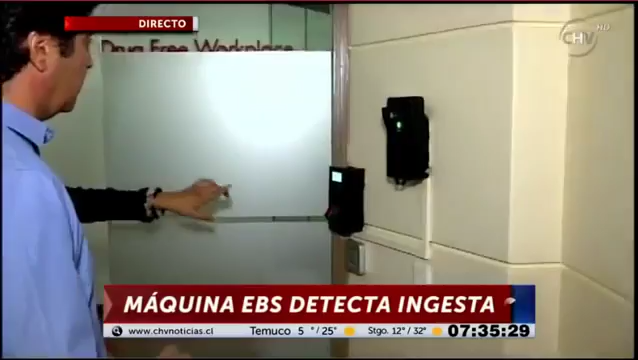 DIRECTO
Drug Free Workplace
CHV HD
MÁQUINA EBS DETECTA INGESTA
www.chvnoticias.cl Temuco 5°/25° Stgo. 12°/32° 07:35:29